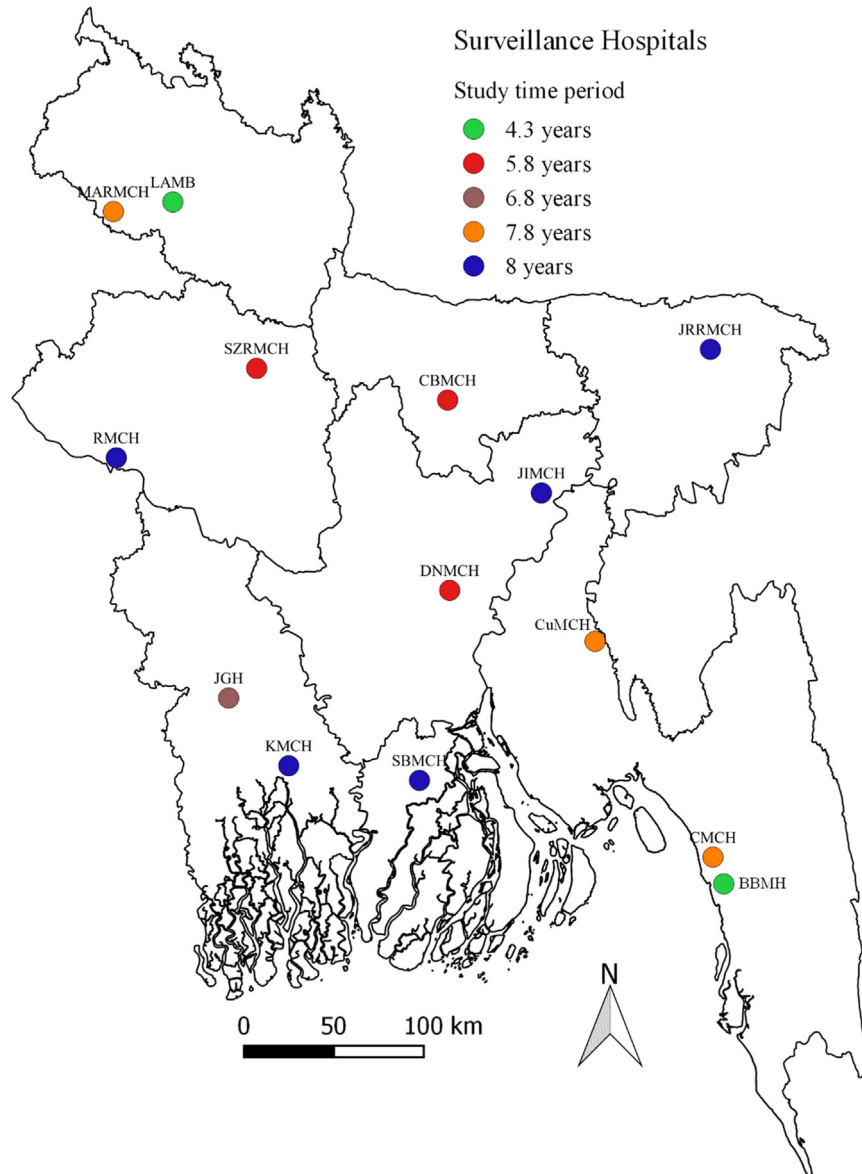 Surveillance Hospitals
Study time period
4.3 years
5.8 years
6.8 years
7.8 years
8 years
MARMCH
LAMB
SZRMCH
JRRMCH
CBMCH
RMCH
JIMCH
DNMCH
CuMCH
JGH
KMCH
SBMCH
CMCH
BBMH
N
0 50 100 km